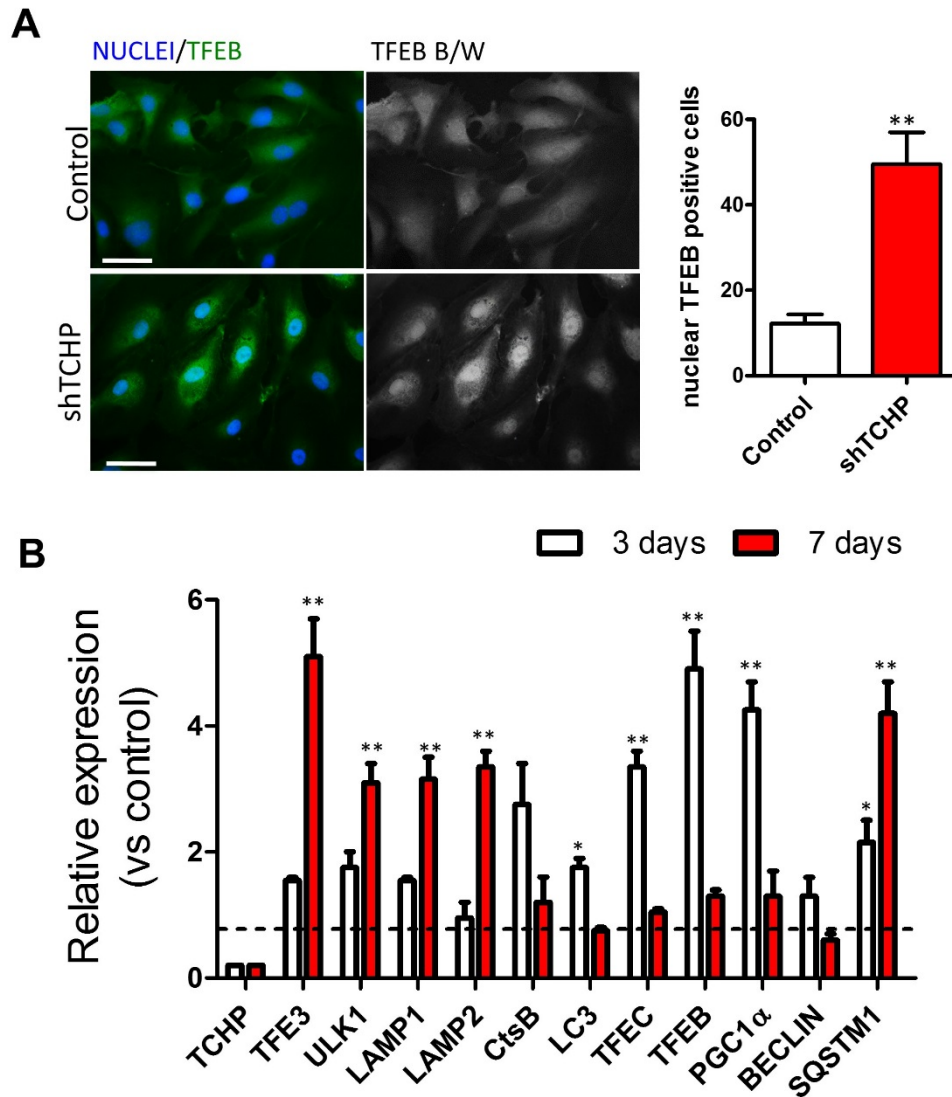 A
NUCLEI/TFEB
TFEB B/W
Control
shTCHP
nuclear TFEB positive cells
60
40
20
0
**
Control
shTCHP
B
3 days
7 days
Relative expression
(vs control)
6
4
2
0
**
**
**
**
*
**
**
**
*
**
TCHP
TFE3
ULK1
LAMP1
LAMP2
CtsB
LC3
TFEC
TFEB
PGC1α
BECLIN
SQSTM1